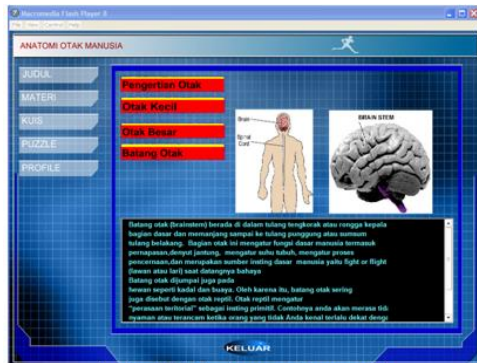 Macromedia Flash Player 8
File View Control Help
ANATOMI OTAK MANUSIA
JUDUL
MATERI
KUIS
PUZZLE
PROFILE
Pengertian Otak
Otak Kecil
Otak Besar
Batang Otak
Brain
Spinal
Cord
BRAIN STEM
Batang otak (brainstem) berada di dalam tulang tengkorak atau rongga kepala
bagian dasar dan memanjang sampai ke tulang punggung atau sumsum
tulang belakang. Bagian otak ini mengatur fungsi dasar manusia termasuk
pernapasan,denyut jantung, mengatur suhu tubuh, mengatur proses
pencernaan,dan merupakan sumber insting dasar manusia yaitu fight or flight
(lawan atau lari) saat datangnya bahaya
Batang otak dijumpai juga pada
hewan seperti kadal dan buaya. Oleh karena itu, batang otak sering
juga disebut dengan otak reptil. Otak reptil mengatur
"perasaan teritorial" sebagai insting primitif. Contohnya anda akan merasa tid
nyaman atau terancam ketika orang yang tidak Anda kenal terlalu dekat deng
KELUAR